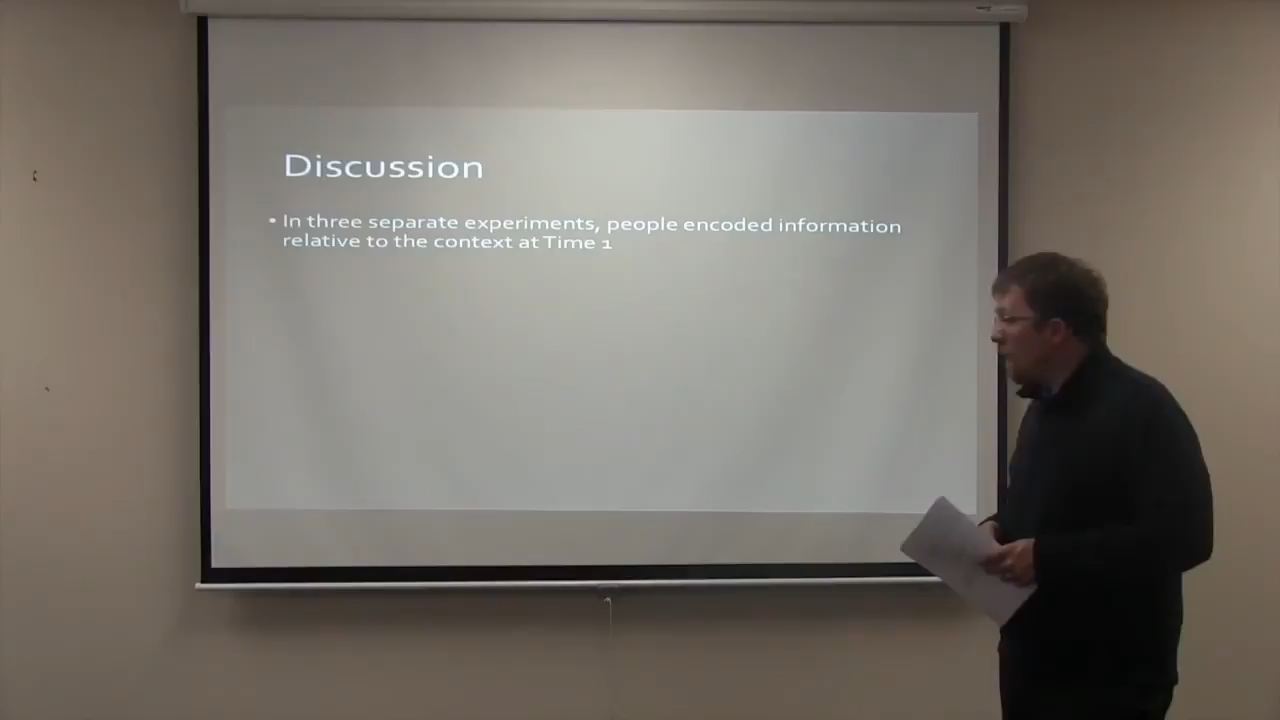 Discussion
• In three separate experiments, people encoded information
relative to the context at Time 1